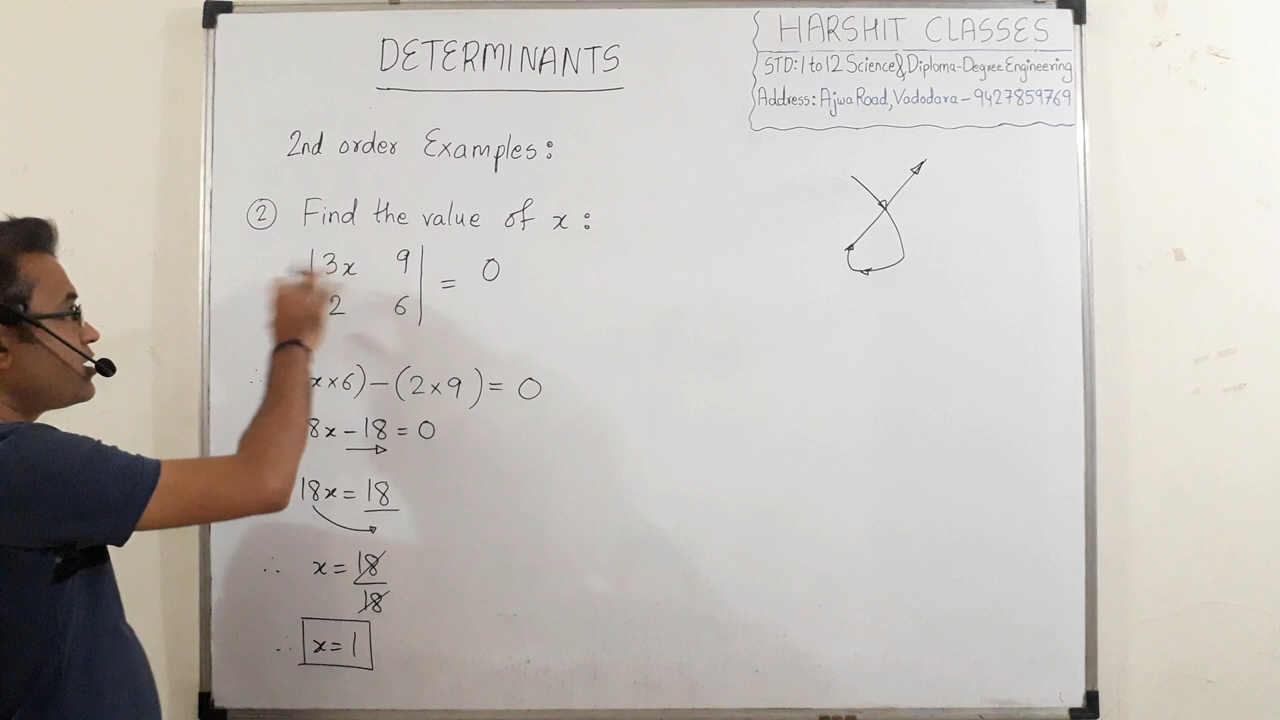 DETERMINANTS
HARSHIT CLASSES
STD: 1 to 12 Science & Diploma-Degree Engineering
Address: Ajwa Road, Vadodara - 9427859769
2nd order Examples:
② Find the value of x:
|3x 9|
2 6| = 0
x×6) - (2×9) = 0
8x - 18 = 0
18x = 18
∴ x = 18
18
∴ x = 1